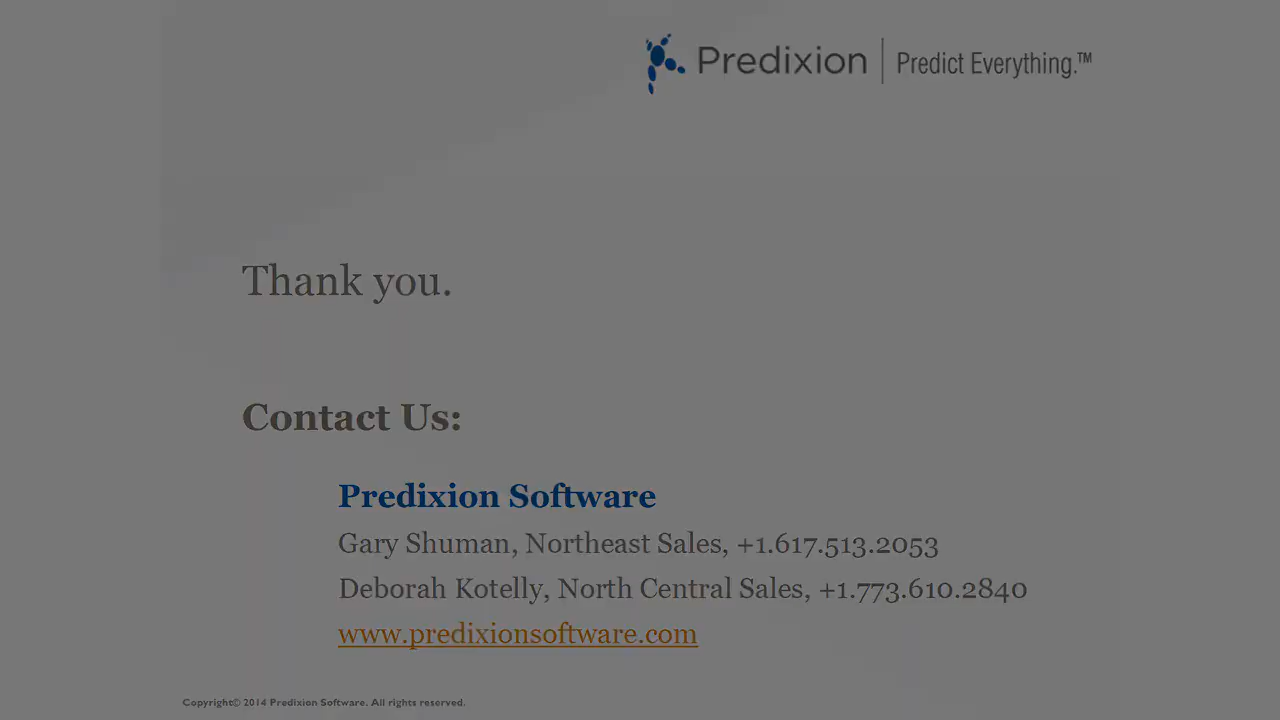 Predixion | Predict Everything.™
Thank you.
Contact Us:
Predixion Software
Gary Shuman, Northeast Sales, +1.617.513.2053
Deborah Kotelly, North Central Sales, +1.773.610.2840
www.predixionsoftware.com
Copyright© 2014 Predixion Software. All rights reserved.